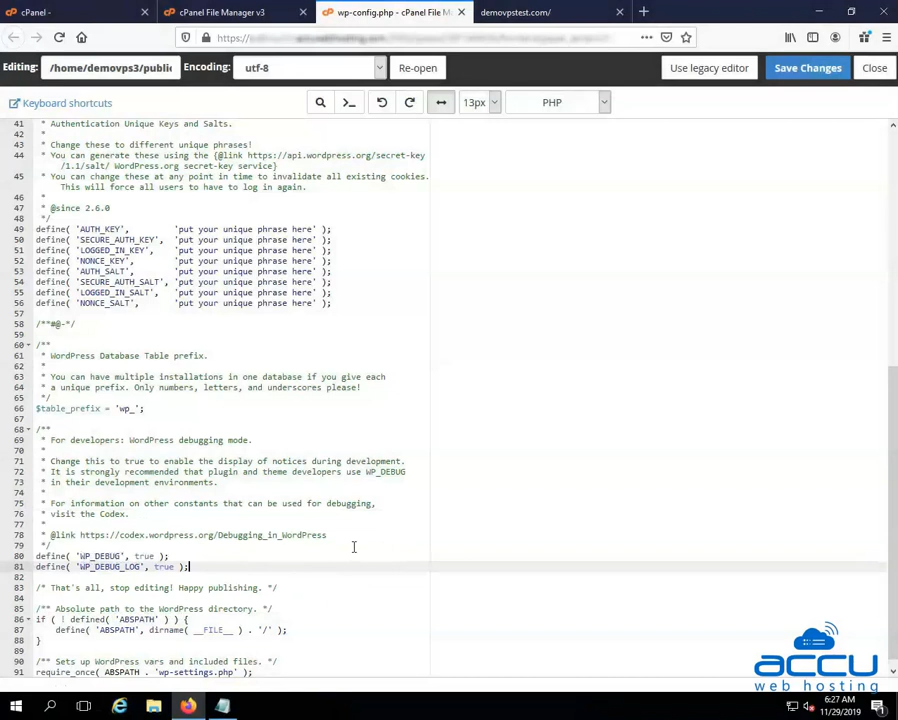 cPanel -
cPanel File Manager v3
wp-config.php - cPanel File M
demovpstest.com/
https://
Editing: /home/demovps3/public Encoding: utf-8 Re-open Use legacy editor Save Changes Close
Keyboard shortcuts 13px PHP
41 * Authentication Unique Keys and Salts.
42 *
43 * Change these to different unique phrases!
44 * You can generate these using the {@link https://api.wordpress.org/secret-key
/1.1/salt/ WordPress.org secret-key service}
45 * You can change these at any point in time to invalidate all existing cookies.
This will force all users to have to log in again.
46 *
47 * @since 2.6.0
48 */
49 define( 'AUTH_KEY', 'put your unique phrase here' );
50 define( 'SECURE_AUTH_KEY', 'put your unique phrase here' );
51 define( 'LOGGED_IN_KEY', 'put your unique phrase here' );
52 define( 'NONCE_KEY', 'put your unique phrase here' );
53 define( 'AUTH_SALT', 'put your unique phrase here' );
54 define( 'SECURE_AUTH_SALT', 'put your unique phrase here' );
55 define( 'LOGGED_IN_SALT', 'put your unique phrase here' );
56 define( 'NONCE_SALT', 'put your unique phrase here' );
57
58 /**#@-*/
59
60 /**
61 * WordPress Database Table prefix.
62 *
63 * You can have multiple installations in one database if you give each
64 * a unique prefix. Only numbers, letters, and underscores please!
65 */
66 $table_prefix = 'wp_';
67
68 /**
69 * For developers: WordPress debugging mode.
70 *
71 * Change this to true to enable the display of notices during development.
72 * It is strongly recommended that plugin and theme developers use WP_DEBUG
73 * in their development environments.
74 *
75 * For information on other constants that can be used for debugging,
76 * visit the Codex.
77 *
78 * @link https://codex.wordpress.org/Debugging_in_WordPress
79 */
80 define( 'WP_DEBUG', true );
81 define( 'WP_DEBUG_LOG', true );
82
83 /* That's all, stop editing! Happy publishing. */
84
85 /** Absolute path to the WordPress directory. */
86 if ( ! defined( 'ABSPATH' ) ) {
87 define( 'ABSPATH', dirname( __FILE__ ) . '/' );
88 }
89
90 /** Sets up WordPress vars and included files. */
91 require_once( ABSPATH . 'wp-settings.php' );
accu
web hosting
6:27 AM
11/29/2019